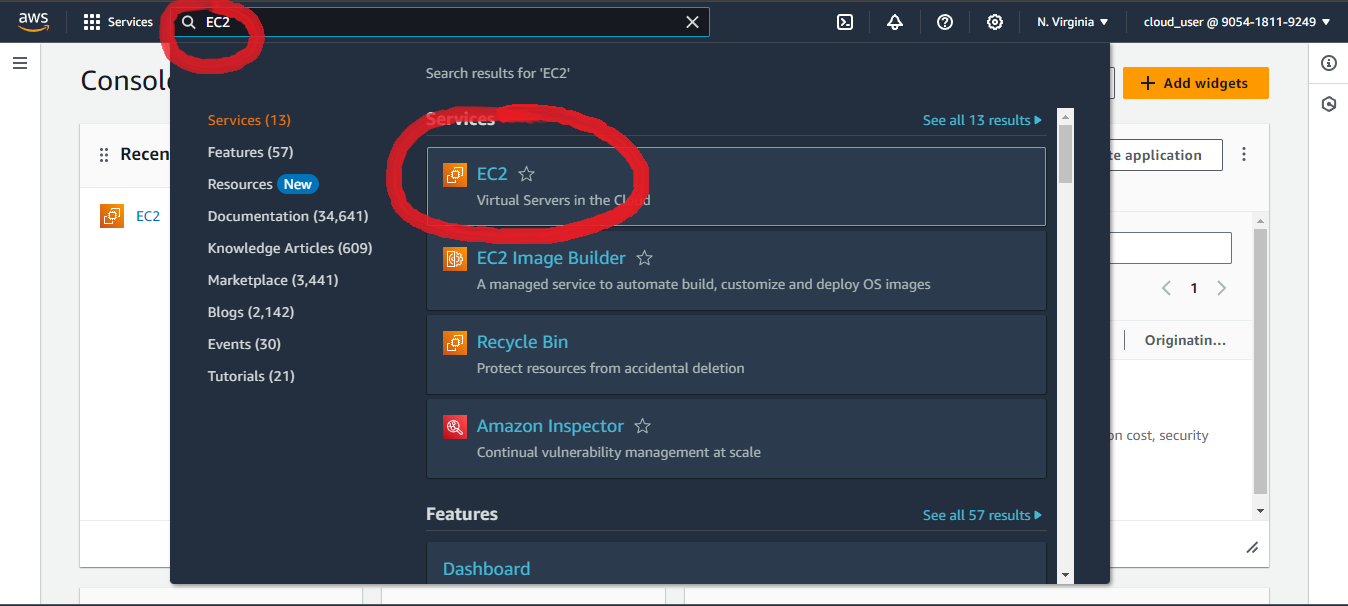 aws
Services
EC2
N. Virginia
cloud_user @ 9054-1811-9249
Consol
Add widgets
Search results for 'EC2'
Services (13)
Features (57)
Resources New
Documentation (34,641)
Knowledge Articles (609)
Marketplace (3,441)
Blogs (2,142)
Events (30)
Tutorials (21)
Services
See all 13 results
EC2
Virtual Servers in the Cloud
EC2 Image Builder
A managed service to automate build, customize and deploy OS images
Recycle Bin
Protect resources from accidental deletion
Amazon Inspector
Continual vulnerability management at scale
Features
See all 57 results
Dashboard
Recen
EC2
te application
1
Originatin...
on cost, security